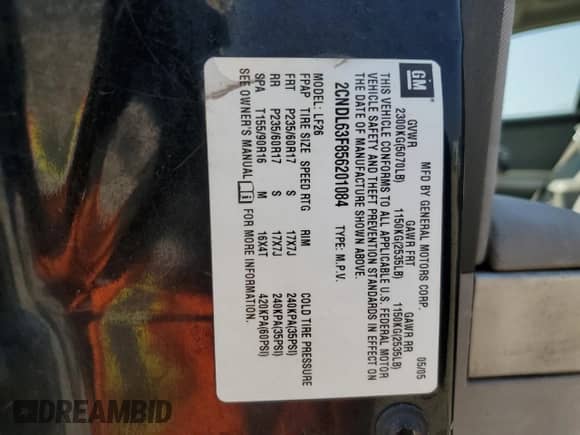 GM
MFD BY GENERAL MOTORS CORP. 05/05
GVWR GAWR FRT GAWR RR
2300KG(5070LB) 1150KG(2535LB) 1150KG(2535LB)
THIS VEHICLE CONFORMS TO ALL APPLICABLE U.S. FEDERAL MOTOR
VEHICLE SAFETY AND THEFT PREVENTION STANDARDS IN EFFECT ON
THE DATE OF MANUFACTURE SHOWN ABOVE.
2CNDL63F856201084 TYPE: M.P.V.
MODEL: LF26
FPAP TIRE SIZE SPEED RTG RIM COLD TIRE PRESSURE
FRT P235/60R17 S 17X7J 240KPA(35PSI)
RR P235/60R17 S 17X7J 240KPA(35PSI)
SPA T155/90R16 M 16X4T 420KPA(60PSI)
SEE OWNER'S MANUAL i FOR MORE INFORMATION.
DREAMBID